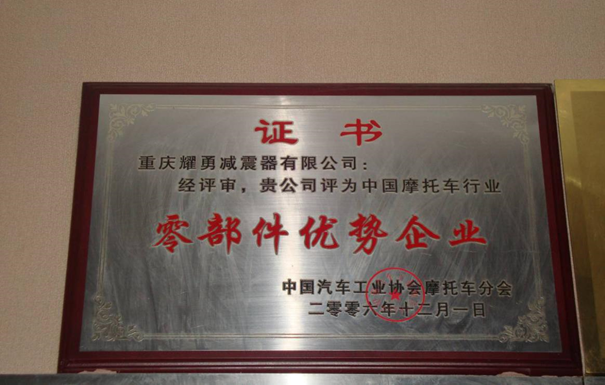 证书
重庆耀勇减震器有限公司：
经评审，贵公司评为中国摩托车行业
零部件优势企业
中国汽车工业协会摩托车分会
二零零六年十二月一日